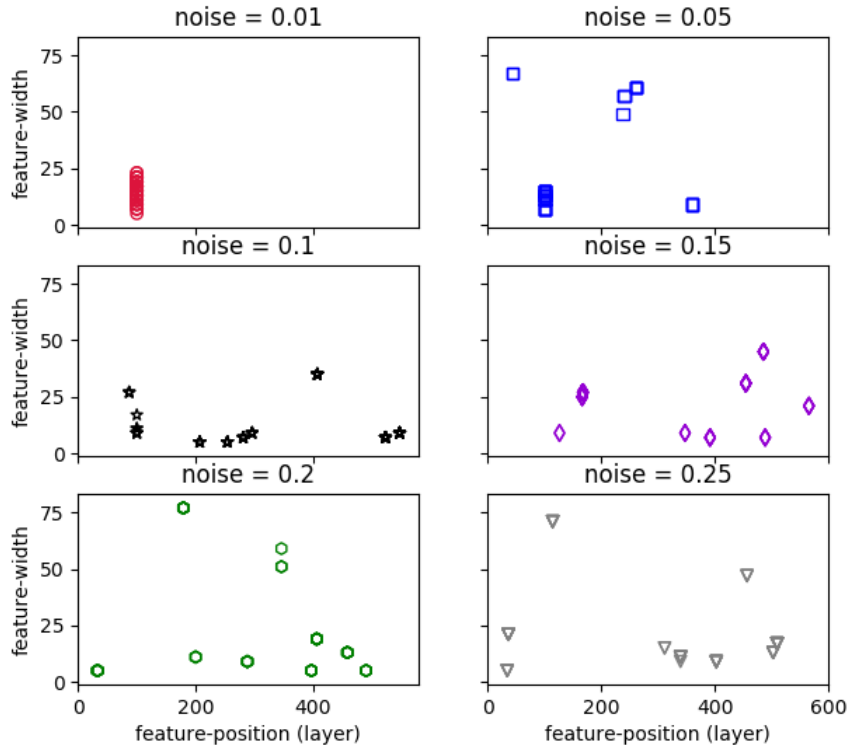 noise = 0.01
noise = 0.05
75
50
25
0
feature-width
noise = 0.1
noise = 0.15
75
50
25
0
feature-width
noise = 0.2
noise = 0.25
75
50
25
0
feature-width
0 200 400
0 200 400 600
feature-position (layer)
feature-position (layer)